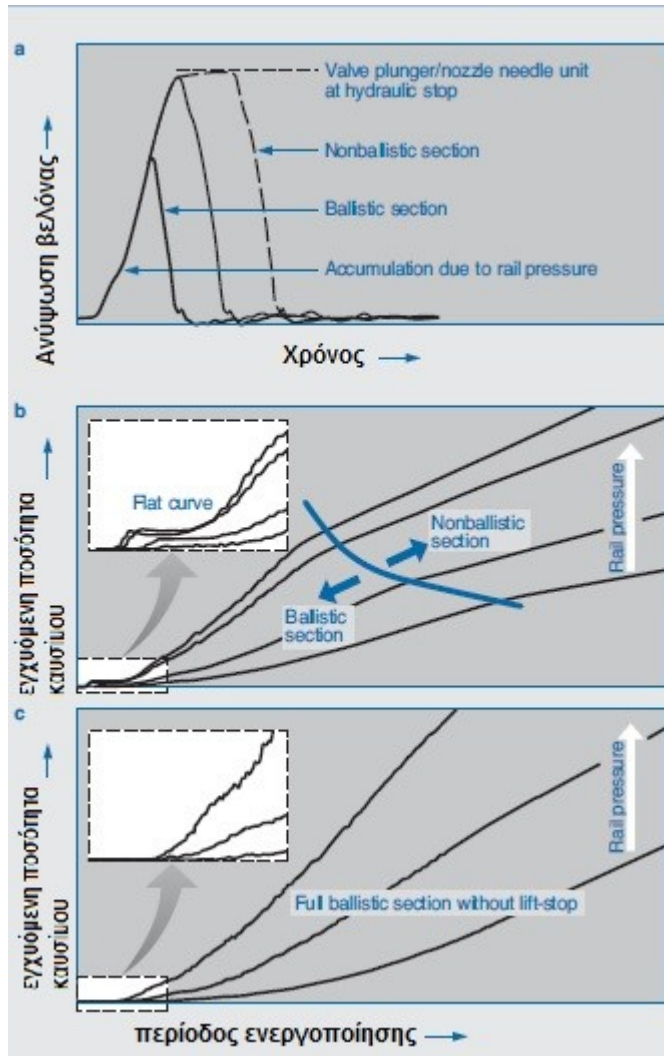 a
Valve plunger/nozzle needle unit
at hydraulic stop
Nonballistic section
Ballistic section
Accumulation due to rail pressure
Ανύψωση βελόνας
Χρόνος
b
Flat curve
Nonballistic
section
Ballistic
section
Rail pressure
εγχυόμενη ποσότητα
καυσίμου
c
Rail pressure
Full ballistic section without lift-stop
εγχυόμενη ποσότητα
καυσίμου
περίοδος ενεργοποίησης